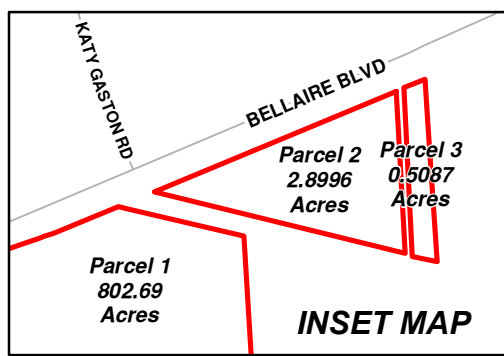 KATY GASTON RD
BELLAIRE BLVD
Parcel 2
2.8996
Acres
Parcel 3
0.5087
Acres
Parcel 1
802.69
Acres
INSET MAP